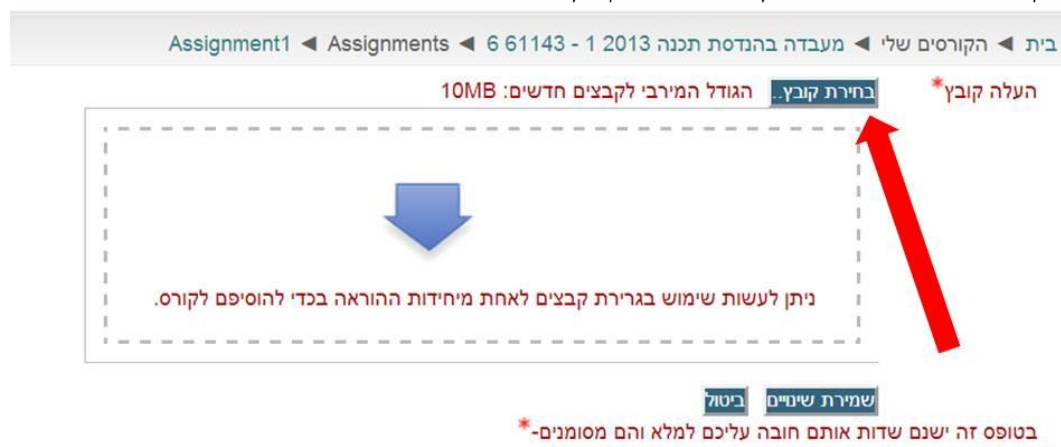 בית ◄ הקורסים שלי ◄ מעבדה בהנדסת תכנה 2013 1 - 61143 6 ◄ Assignments ◄ Assignment1
העלה קובץ* בחירת קובץ.. הגודל המירבי לקבצים חדשים: 10MB
ניתן לעשות שימוש בגרירת קבצים לאחת מיחידות ההוראה בכדי להוסיפם לקורס.
שמירת שינויים ביטול
בטופס זה ישנם שדות אותם חובה עליכם למלא והם מסומנים-*